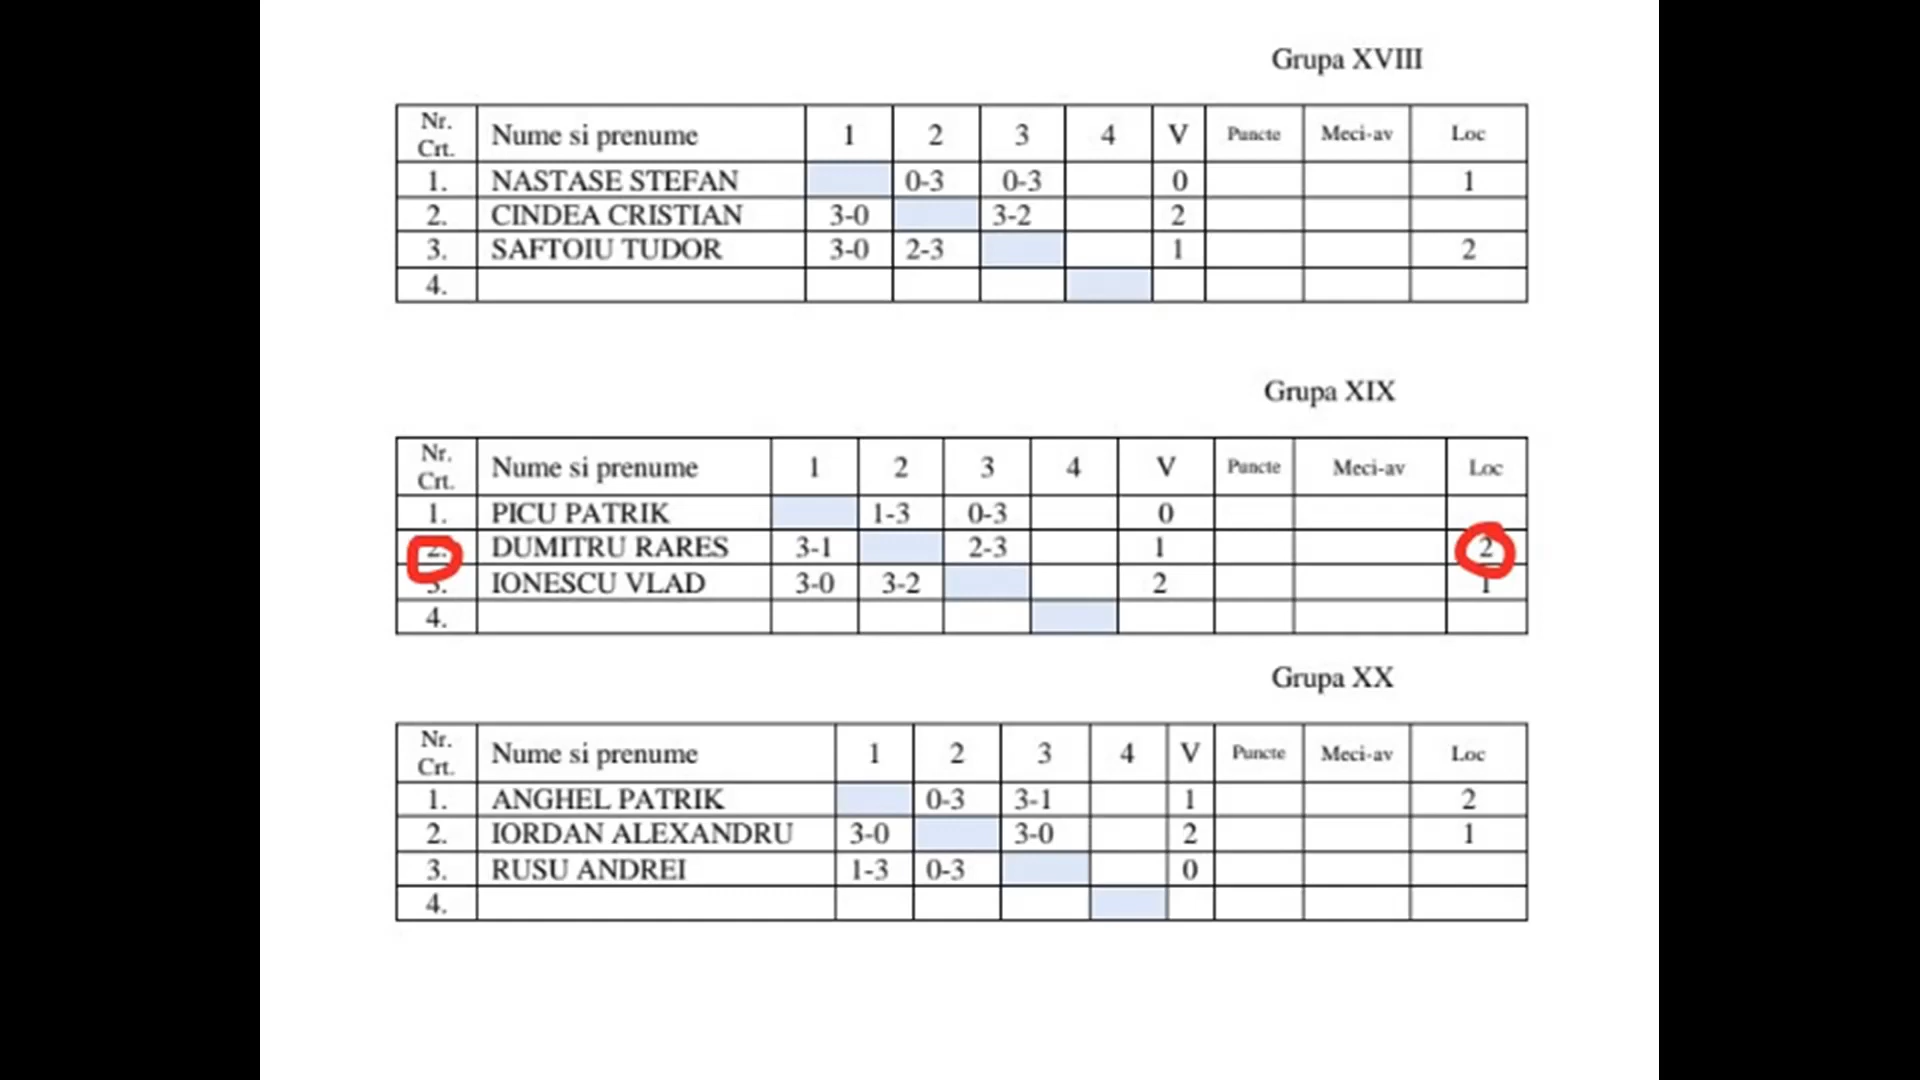 Grupa XVIII
Nr. Crt. Nume si prenume 1 2 3 4 V Puncte Meci-av Loc
1. NASTASE STEFAN 0-3 0-3 0 1
2. CINDEA CRISTIAN 3-0 3-2 2
3. SAFTOIU TUDOR 3-0 2-3 1 2
4.
Grupa XIX
Nr. Crt. Nume si prenume 1 2 3 4 V Puncte Meci-av Loc
1. PICU PATRIK 1-3 0-3 0
2. DUMITRU RARES 3-1 2-3 1 2
3. IONESCU VLAD 3-0 3-2 2 1
4.
Grupa XX
Nr. Crt. Nume si prenume 1 2 3 4 V Puncte Meci-av Loc
1. ANGHEL PATRIK 0-3 3-1 1 2
2. IORDAN ALEXANDRU 3-0 3-0 2 1
3. RUSU ANDREI 1-3 0-3 0
4.